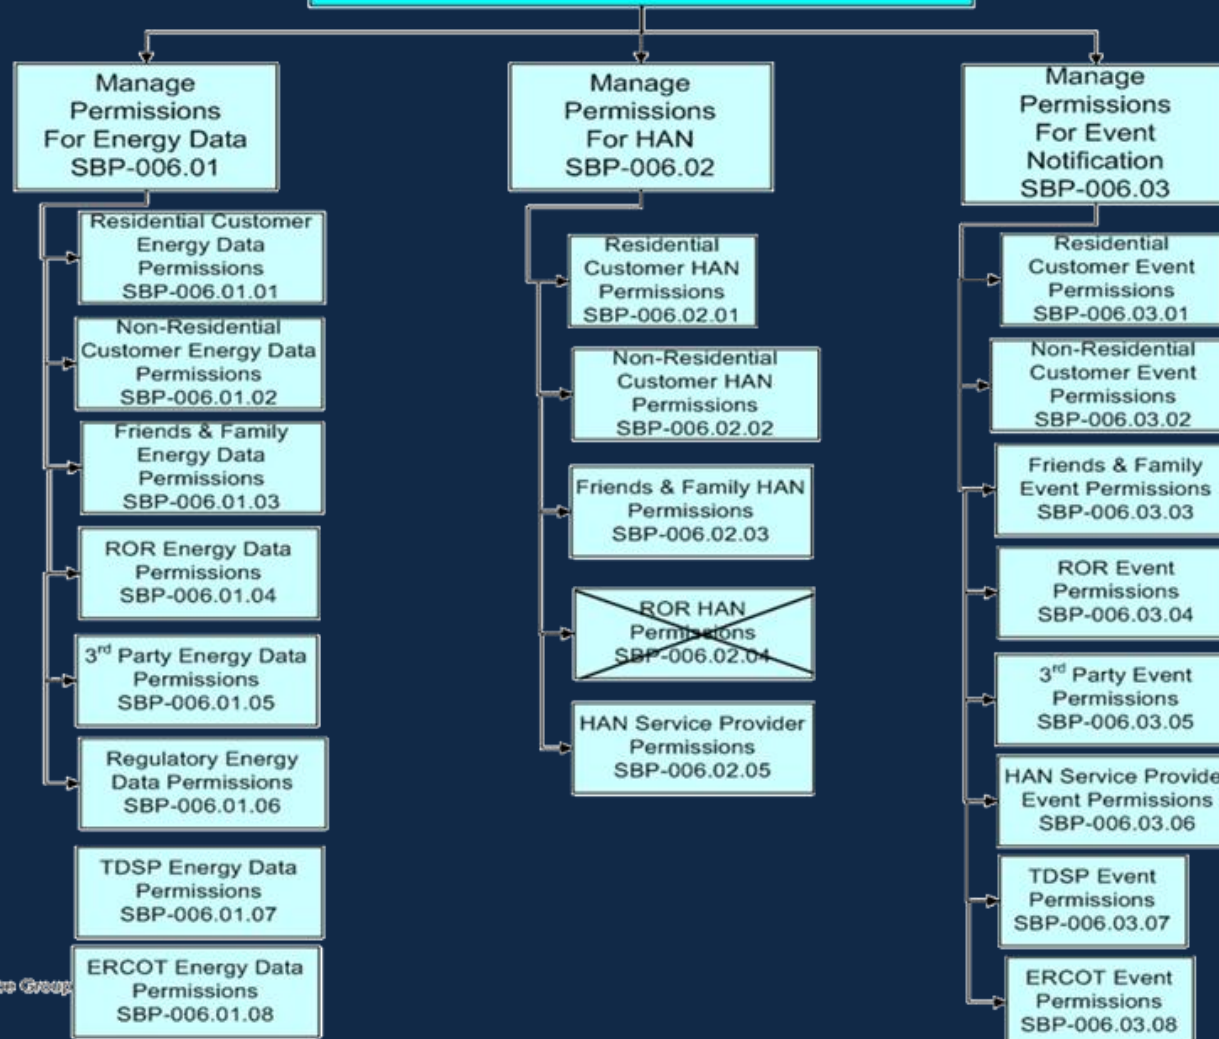 Manage
Permissions
For Energy Data
SBP-006.01
Residential Customer
Energy Data
Permissions
SBP-006.01.01
Non-Residential
Customer Energy Data
Permissions
SBP-006.01.02
Friends & Family
Energy Data
Permissions
SBP-006.01.03
ROR Energy Data
Permissions
SBP-006.01.04
3rd Party Energy Data
Permissions
SBP-006.01.05
Regulatory Energy
Data Permissions
SBP-006.01.06
TDSP Energy Data
Permissions
SBP-006.01.07
ERCOT Energy Data
Permissions
SBP-006.01.08
Manage
Permissions
For HAN
SBP-006.02
Residential
Customer HAN
Permissions
SBP-006.02.01
Non-Residential
Customer HAN
Permissions
SBP-006.02.02
Friends & Family HAN
Permissions
SBP-006.02.03
ROR HAN
Permissions
SBP-006.02.04
HAN Service Provider
Permissions
SBP-006.02.05
Manage
Permissions
For Event
Notification
SBP-006.03
Residential
Customer Event
Permissions
SBP-006.03.01
Non-Residential
Customer Event
Permissions
SBP-006.03.02
Friends & Family
Event Permissions
SBP-006.03.03
ROR Event
Permissions
SBP-006.03.04
3rd Party Event
Permissions
SBP-006.03.05
HAN Service Provide
Event Permissions
SBP-006.03.06
TDSP Event
Permissions
SBP-006.03.07
ERCOT Event
Permissions
SBP-006.03.08
Group